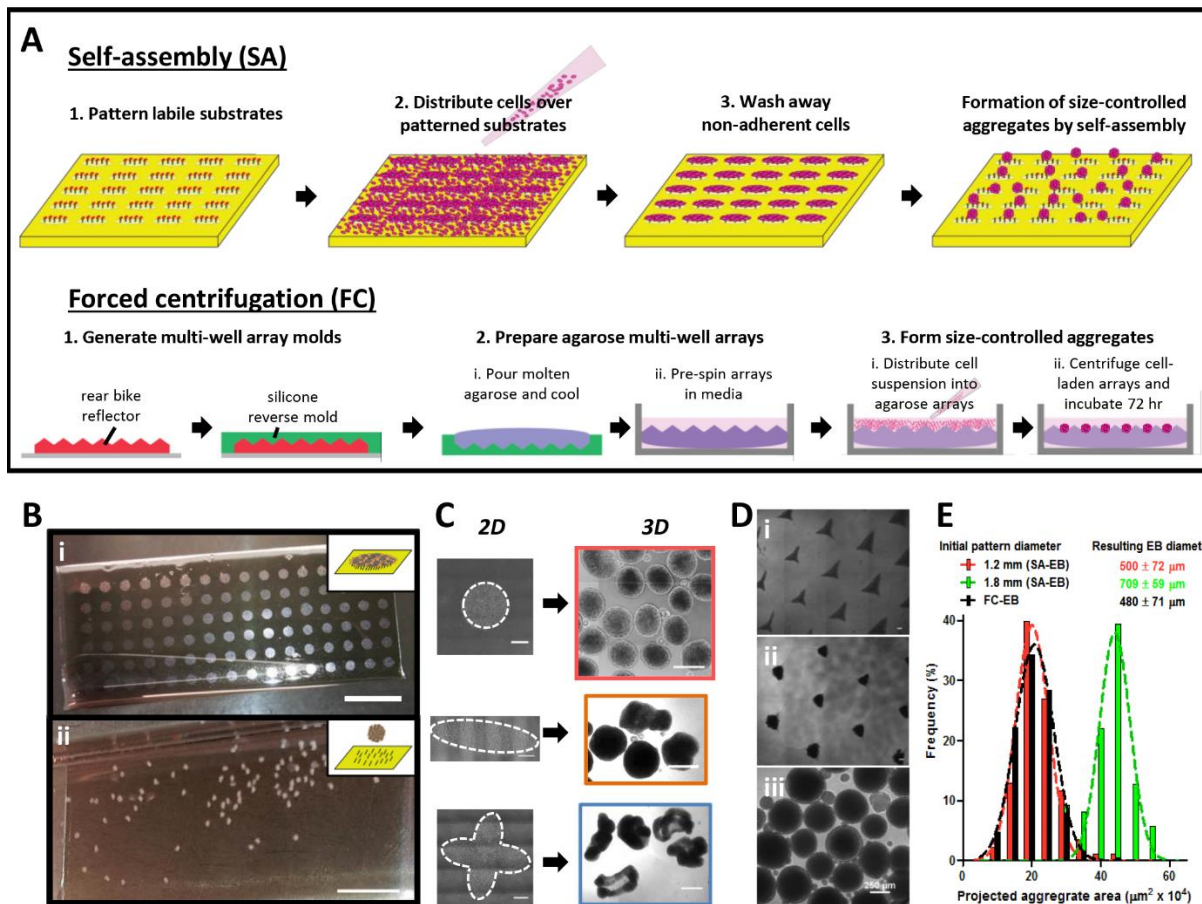 A
Self-assembly (SA)
1. Pattern labile substrates
2. Distribute cells over
patterned substrates
3. Wash away
non-adherent cells
Formation of size-controlled
aggregates by self-assembly
Forced centrifugation (FC)
1. Generate multi-well array molds
rear bike
reflector
silicone
reverse mold
2. Prepare agarose multi-well arrays
i. Pour molten
agarose and cool
ii. Pre-spin arrays
in media
3. Form size-controlled aggregates
i. Distribute cell
suspension into
agarose arrays
ii. Centrifuge cell-
laden arrays and
incubate 72 hr
B
i
ii
C
2D
3D
D
i
ii
iii
250 µm
E
Initial pattern diameter
Resulting EB diamete
1.2 mm (SA-EB)
500 ± 72 µm
1.8 mm (SA-EB)
709 ± 59 µm
FC-EB
480 ± 71 µm
Frequency (%)
40
30
20
10
0
0
20
40
60
Projected aggregrate area (µm² x 10⁴)